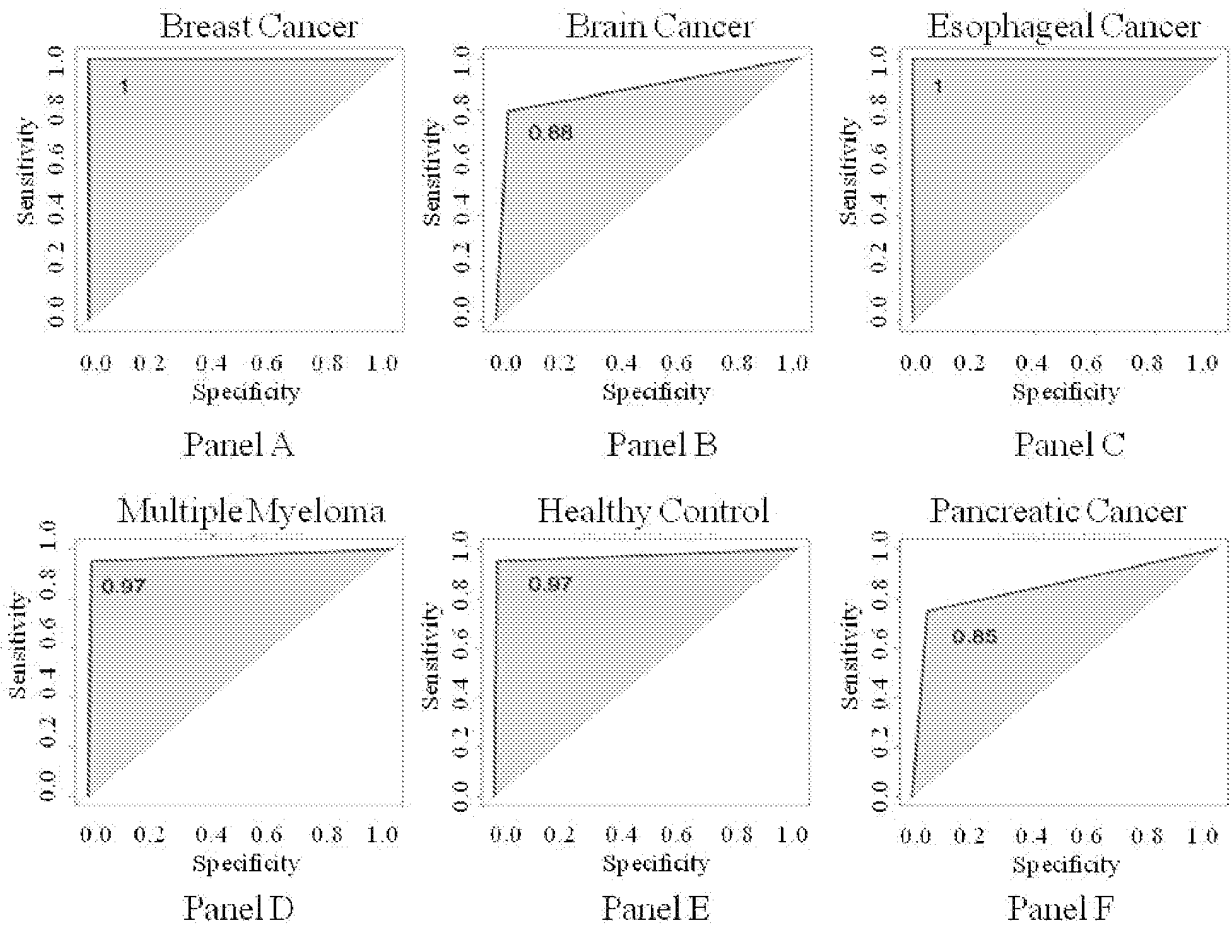 Breast Cancer
Brain Cancer
Esophageal Cancer
Sensitivity
0.0 0.2 0.4 0.6 0.8 1.0
1
0.0 0.2 0.4 0.6 0.8 1.0
Specificity
Panel A
Sensitivity
0.0 0.2 0.4 0.6 0.8 1.0
0.0 0.2 0.4 0.6 0.8 1.0
Specificity
Panel B
Sensitivity
0.0 0.2 0.4 0.6 0.8 1.0
1
0.0 0.2 0.4 0.6 0.8 1.0
Specificity
Panel C
Multiple Myeloma
Healthy Control
Pancreatic Cancer
Sensitivity
0.0 0.2 0.4 0.6 0.8 1.0
0.97
0.0 0.2 0.4 0.6 0.8 1.0
Specificity
Panel D
Sensitivity
0.0 0.2 0.4 0.6 0.8 1.0
0.97
0.0 0.2 0.4 0.6 0.8 1.0
Specificity
Panel E
Sensitivity
0.0 0.2 0.4 0.6 0.8 1.0
0.85
0.0 0.2 0.4 0.6 0.8 1.0
Specificity
Panel F